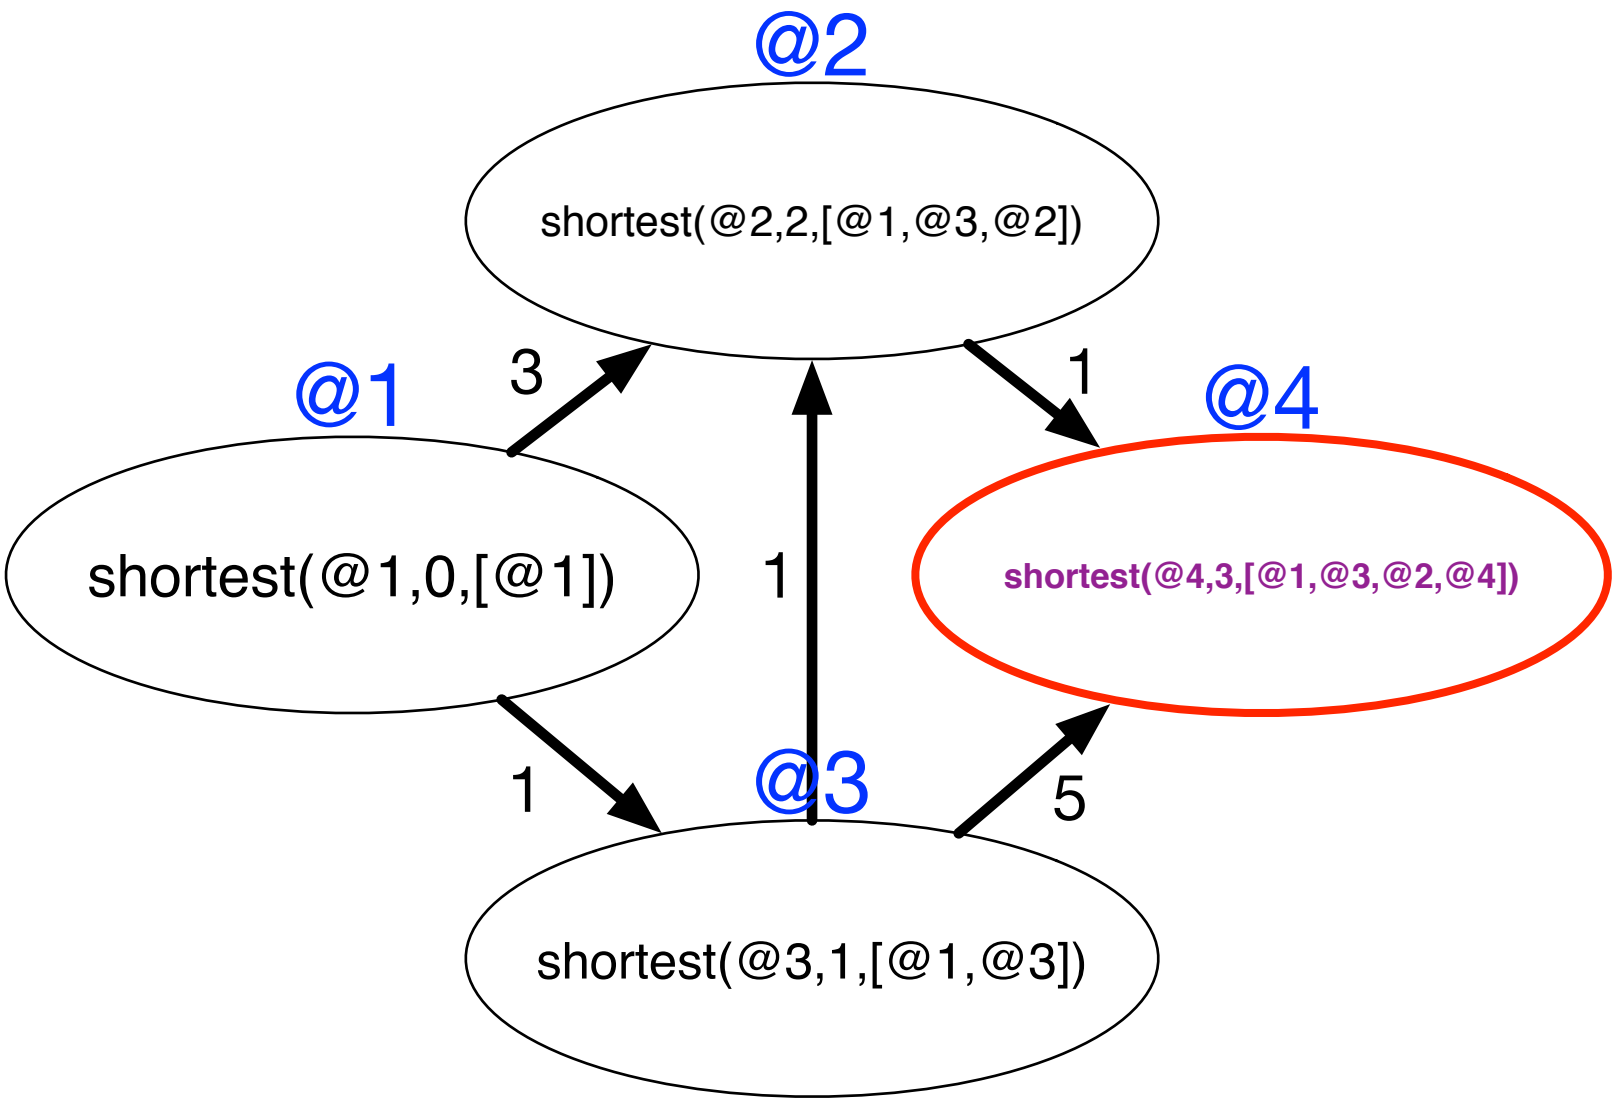 @2
shortest(@2,2,[@1,@3,@2])
@1
3
1
@4
shortest(@1,0,[@1])
1
shortest(@4,3,[@1,@3,@2,@4])
1
@3
5
shortest(@3,1,[@1,@3])